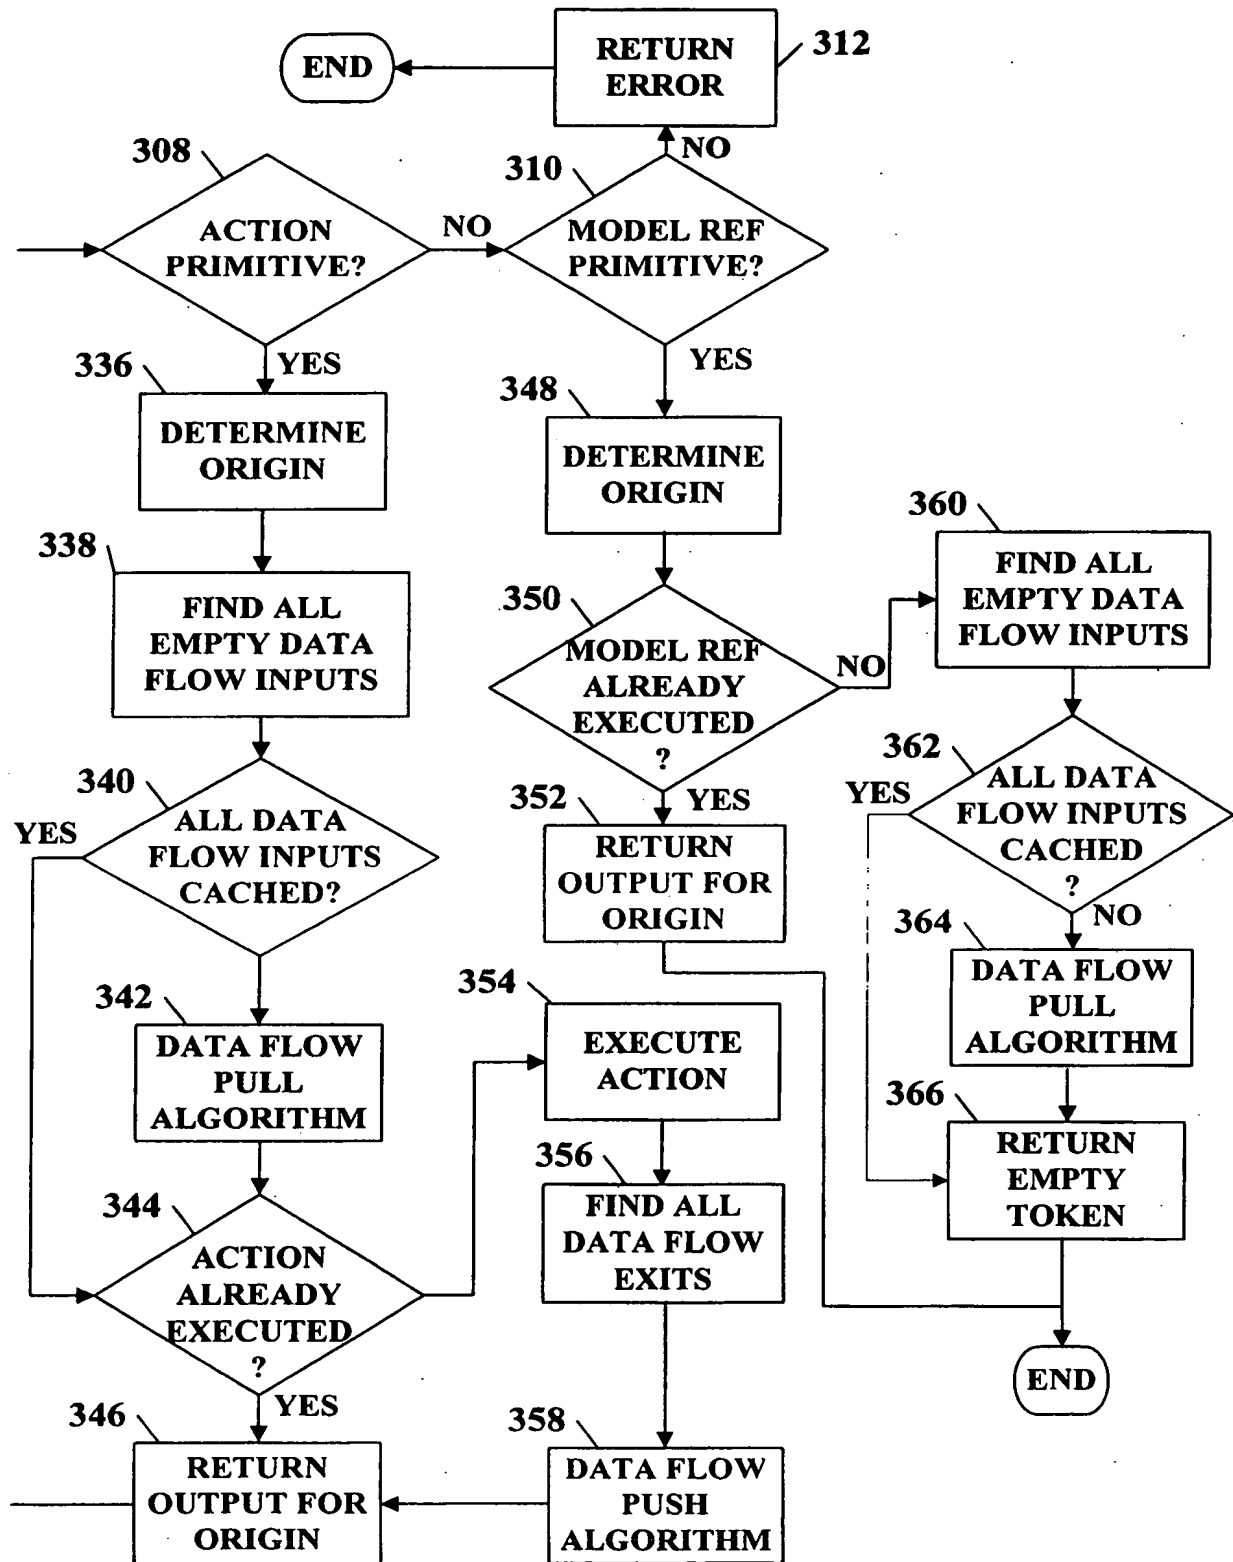 END
RETURN
ERROR
312
NO
308
310
ACTION
PRIMITIVE?
NO
MODEL REF
PRIMITIVE?
YES
YES
336
348
DETERMINE
ORIGIN
DETERMINE
ORIGIN
338
360
FIND ALL
EMPTY DATA
FLOW INPUTS
FIND ALL
EMPTY DATA
FLOW INPUTS
350
MODEL REF
ALREADY
EXECUTED
?
NO
340
YES
ALL DATA
FLOW INPUTS
CACHED?
352
YES
RETURN
OUTPUT FOR
ORIGIN
362
YES
ALL DATA
FLOW INPUTS
CACHED
?
NO
364
DATA FLOW
PULL
ALGORITHM
342
DATA FLOW
PULL
ALGORITHM
354
EXECUTE
ACTION
366
RETURN
EMPTY
TOKEN
344
ACTION
ALREADY
EXECUTED
?
356
FIND ALL
DATA FLOW
EXITS
END
YES
346
RETURN
OUTPUT FOR
ORIGIN
358
DATA FLOW
PUSH
ALGORITHM